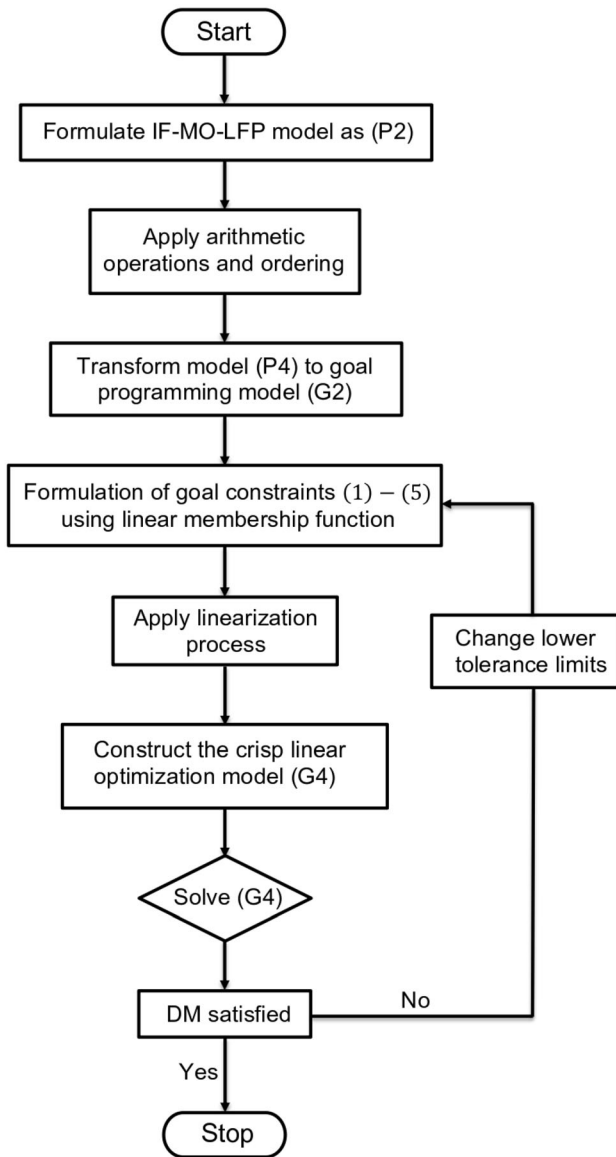 Start
Formulate IF-MO-LFP model as (P2)
Apply arithmetic
operations and ordering
Transform model (P4) to goal
programming model (G2)
Formulation of goal constraints (1) − (5)
using linear membership function
Apply linearization
process
Change lower
tolerance limits
Construct the crisp linear
optimization model (G4)
Solve (G4)
DM satisfied
No
Yes
Stop